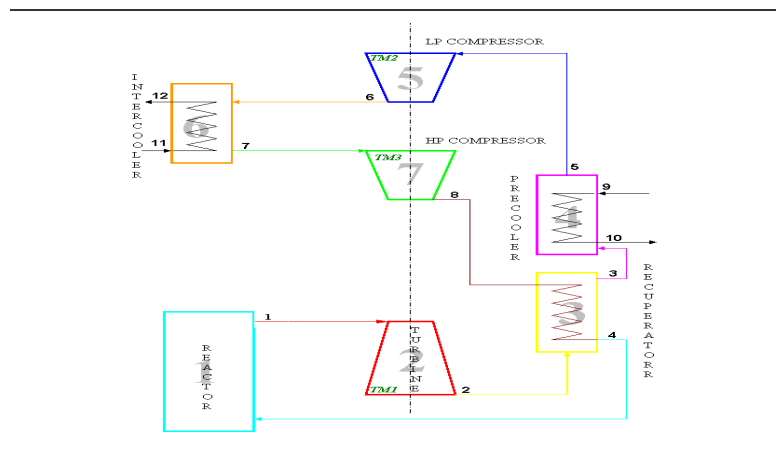 LP COMPRESSOR
TM2
5
INTERCOOLER
12
6
6
11
7
HP COMPRESSOR
TM3
7
8
5
PRECOOLER
9
4
10
3
RECUPERATORR
3
4
1
REACTOR
1
TURBINE
2
TM1
2